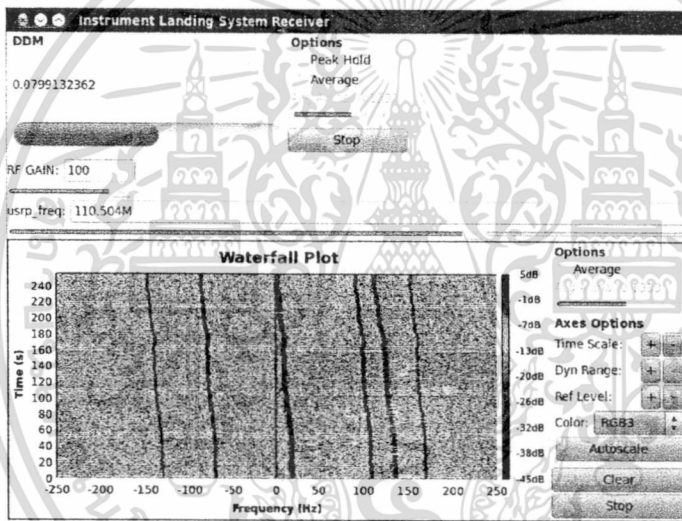 Instrument Landing System Receiver
DDM
Options
Peak Hold
Average
0.0799132362
Stop
RF GAIN: 100
usrp_freq: 110.504M
Waterfall Plot
Time (s)
240
220
200
180
160
140
120
100
80
60
40
20
0
-250 -200 -150 -100 -50 0 50 100 150 200 250
Frequency (Hz)
5dB
-1dB
-7dB
-13dB
-20dB
-26dB
-32dB
-38dB
-45dB
Options
Average
Axes Options
Time Scale: + -
Dyn Range: +
Ref Level: +
Color: RGB3
Autoscale
Clear
Stop